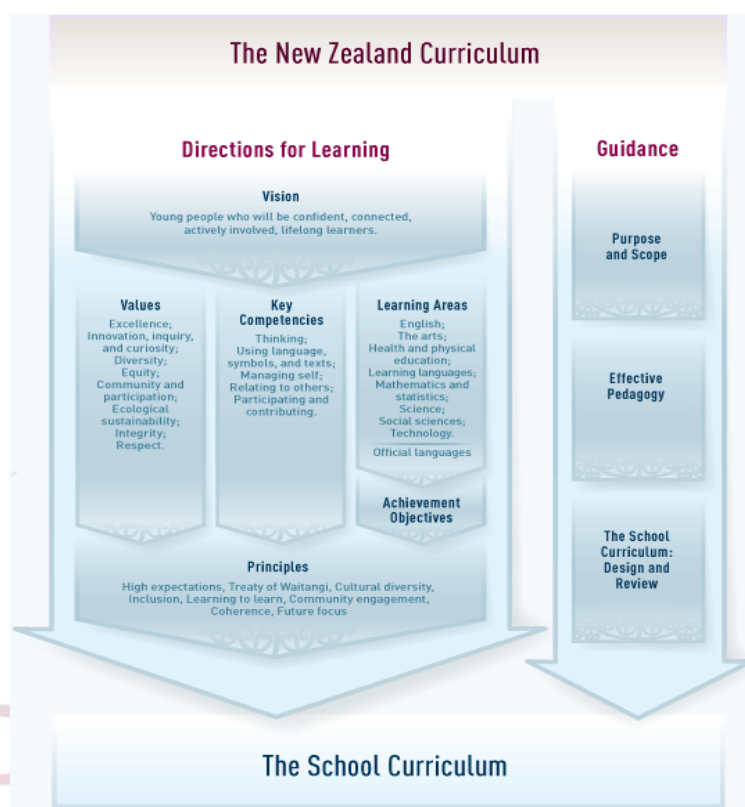 The New Zealand Curriculum
Directions for Learning
Vision
Young people who will be confident, connected,
actively involved, lifelong learners.
Values
Excellence;
Innovation, inquiry,
and curiosity;
Diversity;
Equity;
Community and
participation;
Ecological
sustainability;
Integrity;
Respect.
Key
Competencies
Thinking;
Using language,
symbols, and texts;
Managing self;
Relating to others;
Participating and
contributing.
Learning Areas
English;
The arts;
Health and physical
education;
Learning languages;
Mathematics and
statistics;
Science;
Social sciences;
Technology.
Official languages
Achievement
Objectives
Principles
High expectations, Treaty of Waitangi, Cultural diversity,
Inclusion, Learning to learn, Community engagement,
Coherence, Future focus
Guidance
Purpose
and Scope
Effective
Pedagogy
The School
Curriculum:
Design and
Review
The School Curriculum